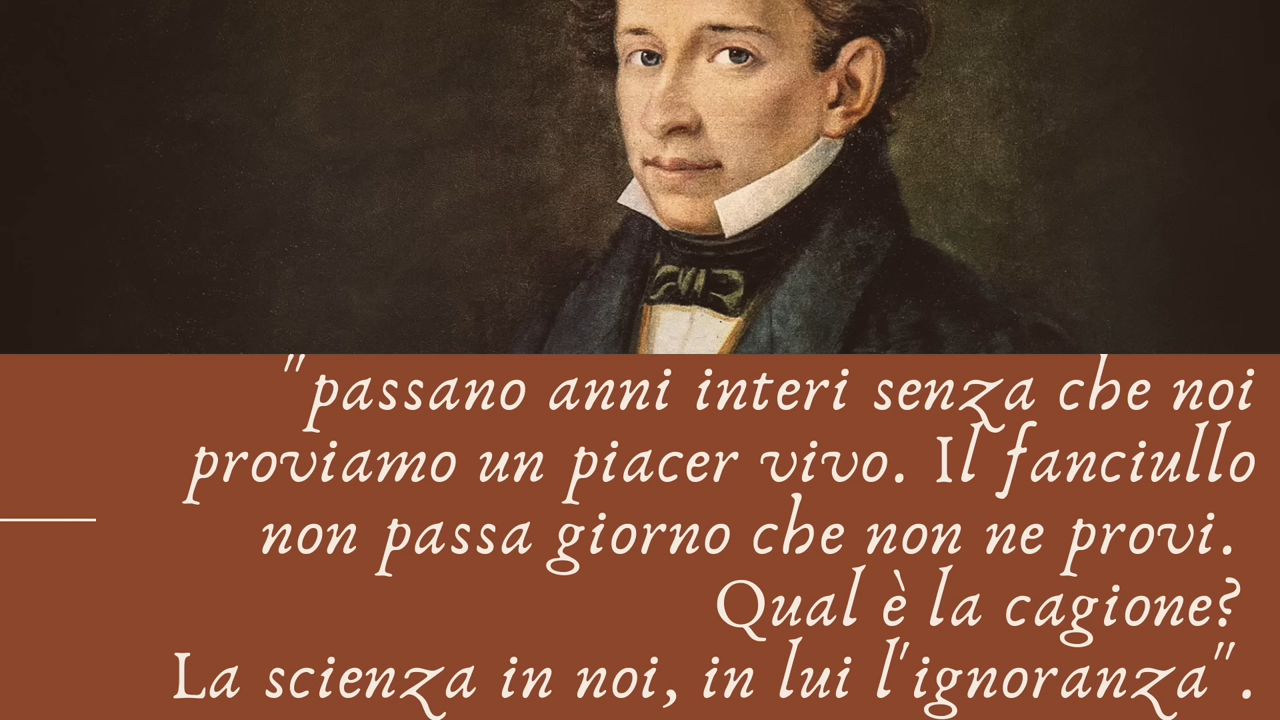 "passano anni interi senza che noi
proviamo un piacer vivo. Il fanciullo
non passa giorno che non ne provi.
Qual è la cagione?
La scienza in noi, in lui l'ignoranza".